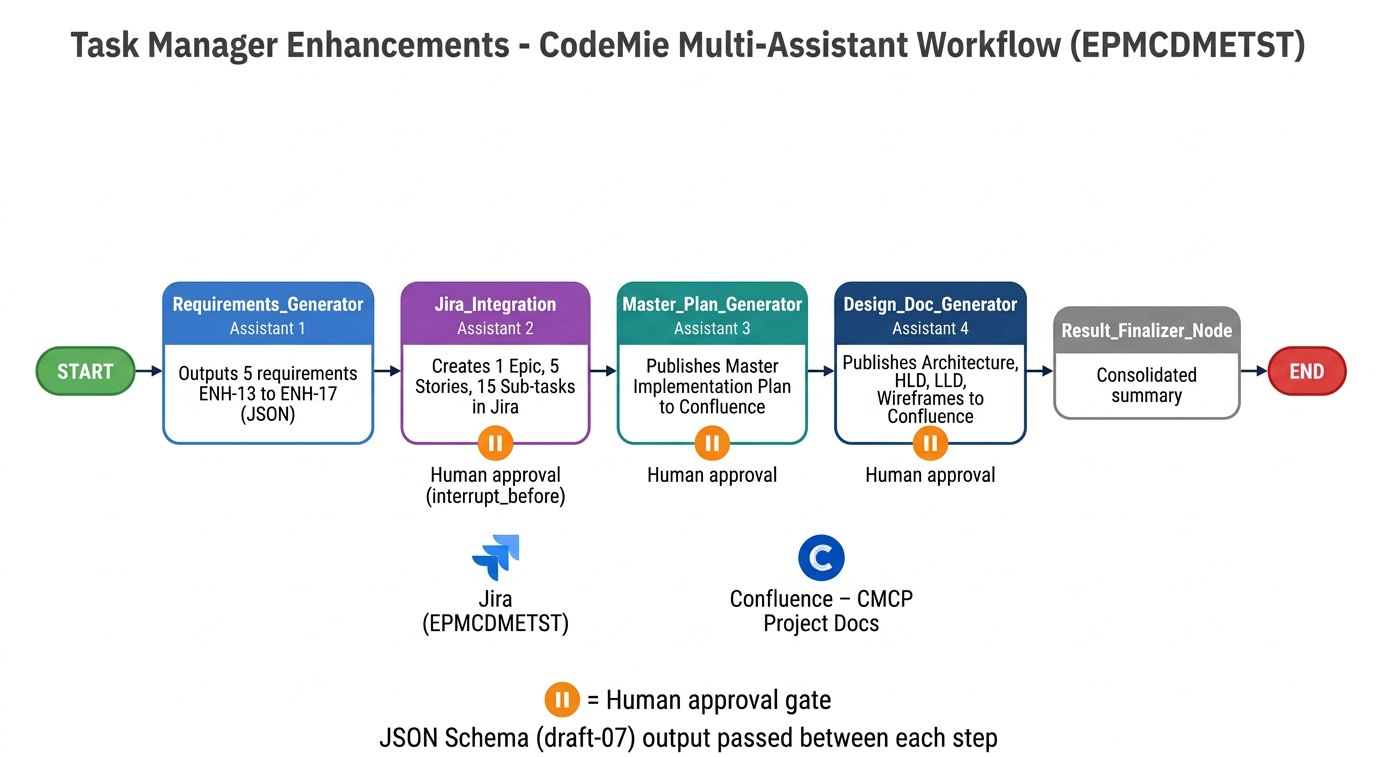 Task Manager Enhancements - CodeMie Multi-Assistant Workflow (EPMCDMETST)
START
Requirements_Generator
Assistant 1
Outputs 5 requirements
ENH-13 to ENH-17
(JSON)
Jira_Integration
Assistant 2
Creates 1 Epic, 5
Stories, 15 Sub-tasks
in Jira
Human approval
(interrupt_before)
Master_Plan_Generator
Assistant 3
Publishes Master
Implementation Plan
to Confluence
Human approval
Design_Doc_Generator
Assistant 4
Publishes Architecture,
HLD, LLD,
Wireframes to
Confluence
Human approval
Result_Finalizer_Node
Consolidated
summary
END
Jira
(EPMCDMETST)
C
Confluence – CMCP
Project Docs
= Human approval gate
JSON Schema (draft-07) output passed between each step